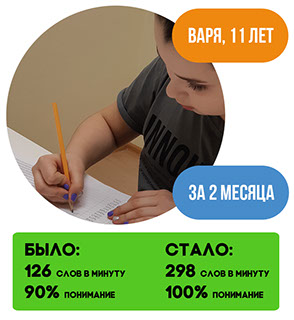 ВАРЯ, 11 ЛЕТ
ЗА 2 МЕСЯЦА
БЫЛО:
126 СЛОВ В МИНУТУ
90% ПОНИМАНИЕ
СТАЛО:
298 СЛОВ В МИНУТУ
100% ПОНИМАНИЕ